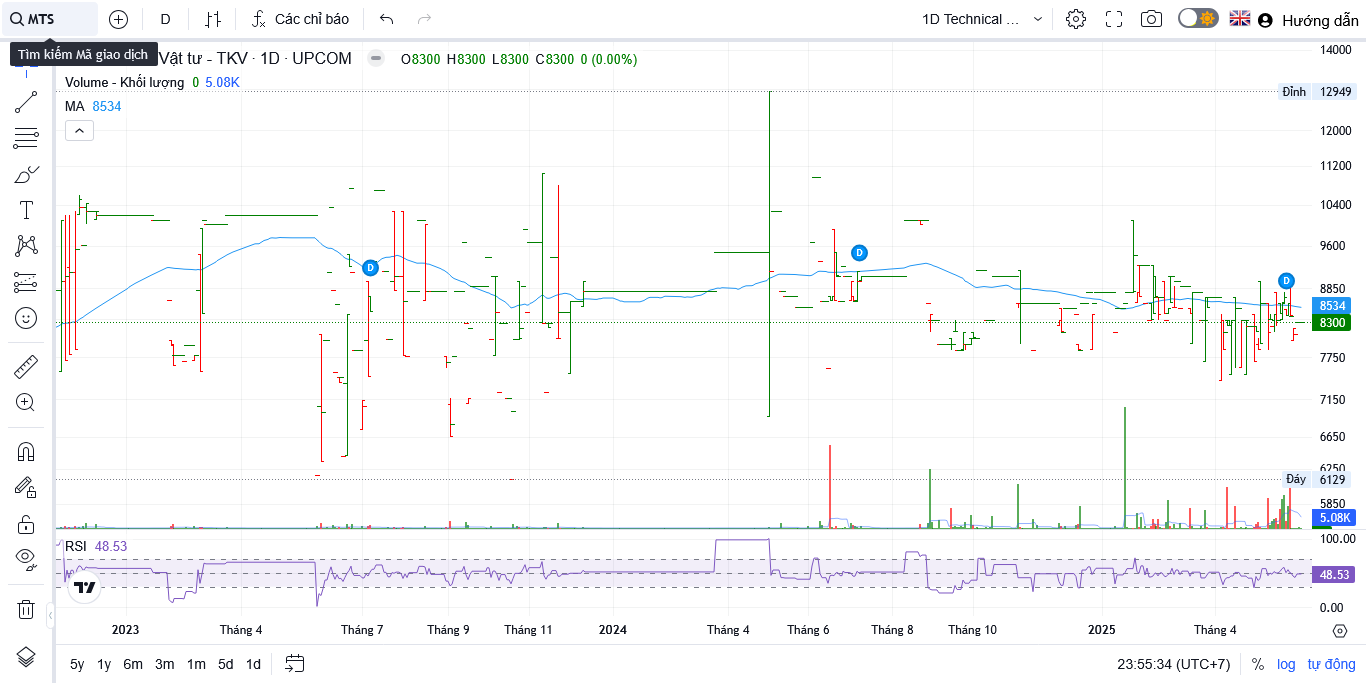 MTS
D
Các chỉ báo
1D Technical ...
Hướng dẫn
Tìm kiếm Mã giao dịch
Vật tư - TKV · 1D · UPCOM
O8300 H8300 L8300 C8300 0 (0.00%)
Volume - Khối lượng 0 5.08K
MA 8534
14000
Đỉnh 12949
12000
11200
10400
9600
8850
8534
8300
7750
7150
6650
6250
Đáy 6129
5850
5.08K
D
D
D
RSI 48.53
100.00
48.53
0.00
2023
Tháng 4
Tháng 7
Tháng 9
Tháng 11
2024
Tháng 4
Tháng 6
Tháng 8
Tháng 10
2025
Tháng 4
5y 1y 6m 3m 1m 5d 1d
23:55:34 (UTC+7)
%
log
tự động